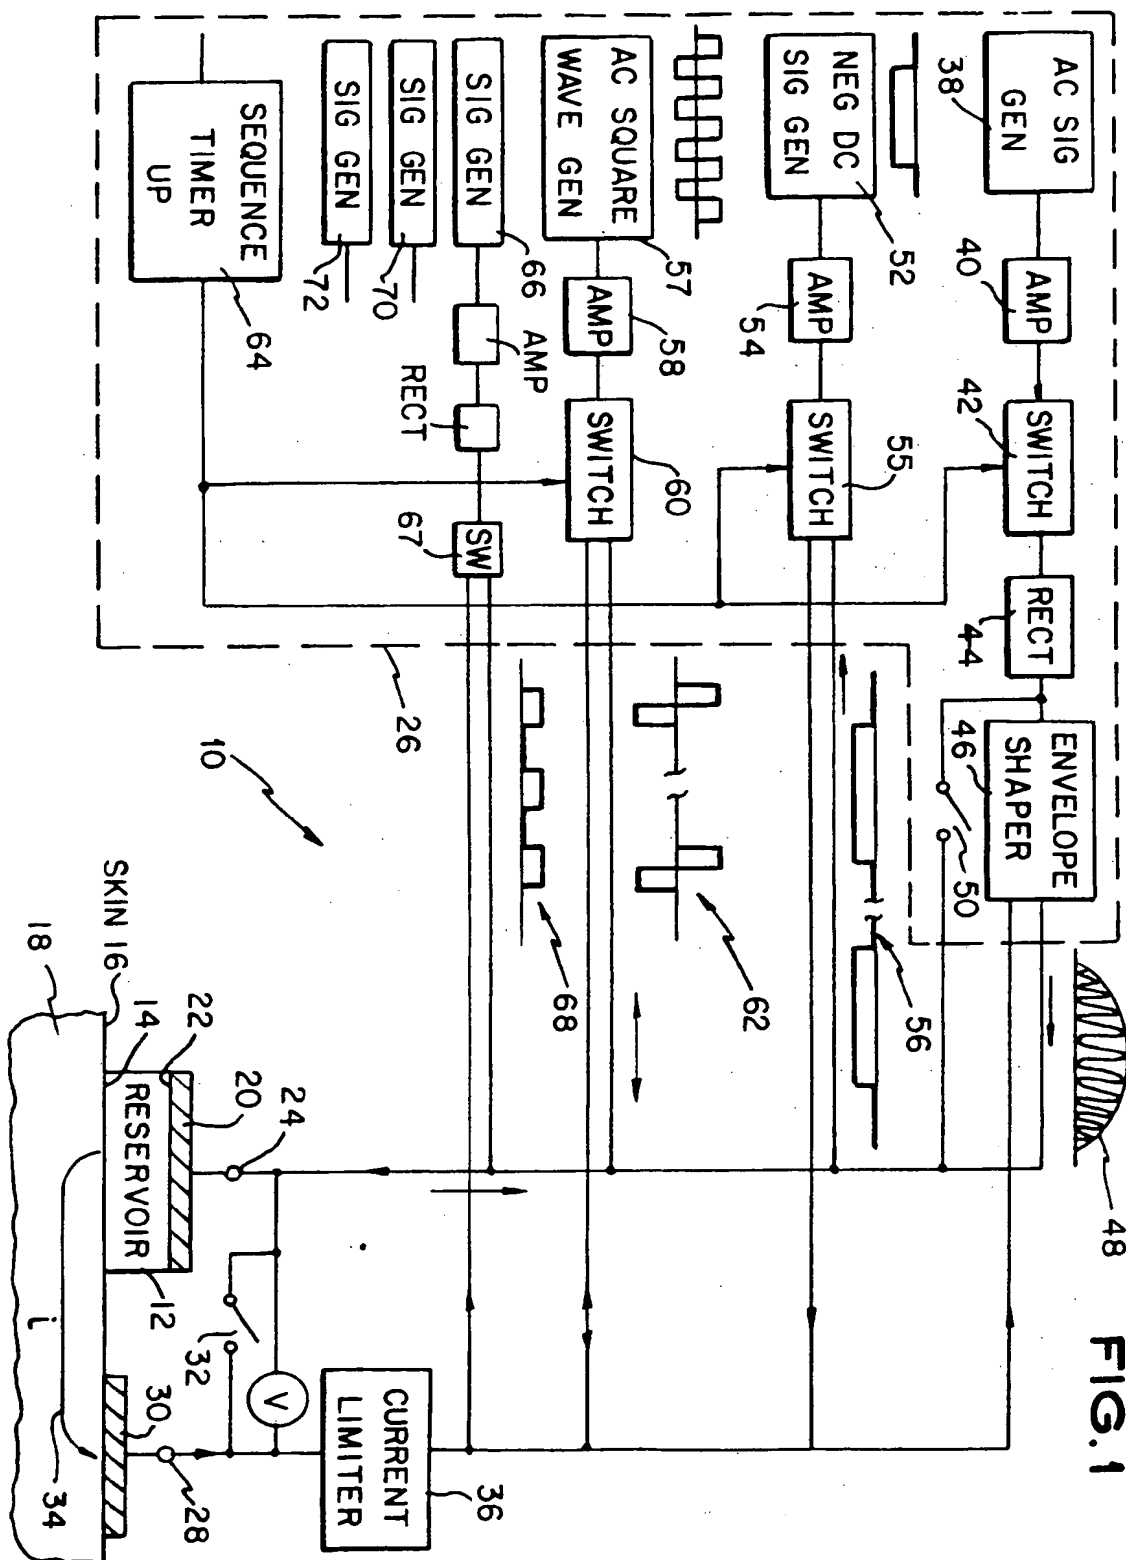 FIG.1
AC SIG
GEN
38
40
AMP
42
SWITCH
RECT
44
ENVELOPE
SHAPER
46
50
48
NEG DC
SIG GEN
52
AMP
54
SWITCH
55
56
AC SQUARE
WAVE GEN
57
AMP
58
SWITCH
60
62
SIG GEN
66
AMP
RECT
SW
67
68
SIG GEN
70
SIG GEN
72
SEQUENCE
TIMER
UP
64
26
10
CURRENT
LIMITER
36
V
32
24
20
22
14
SKIN 16
18
RESERVOIR
12
i
30
28
34